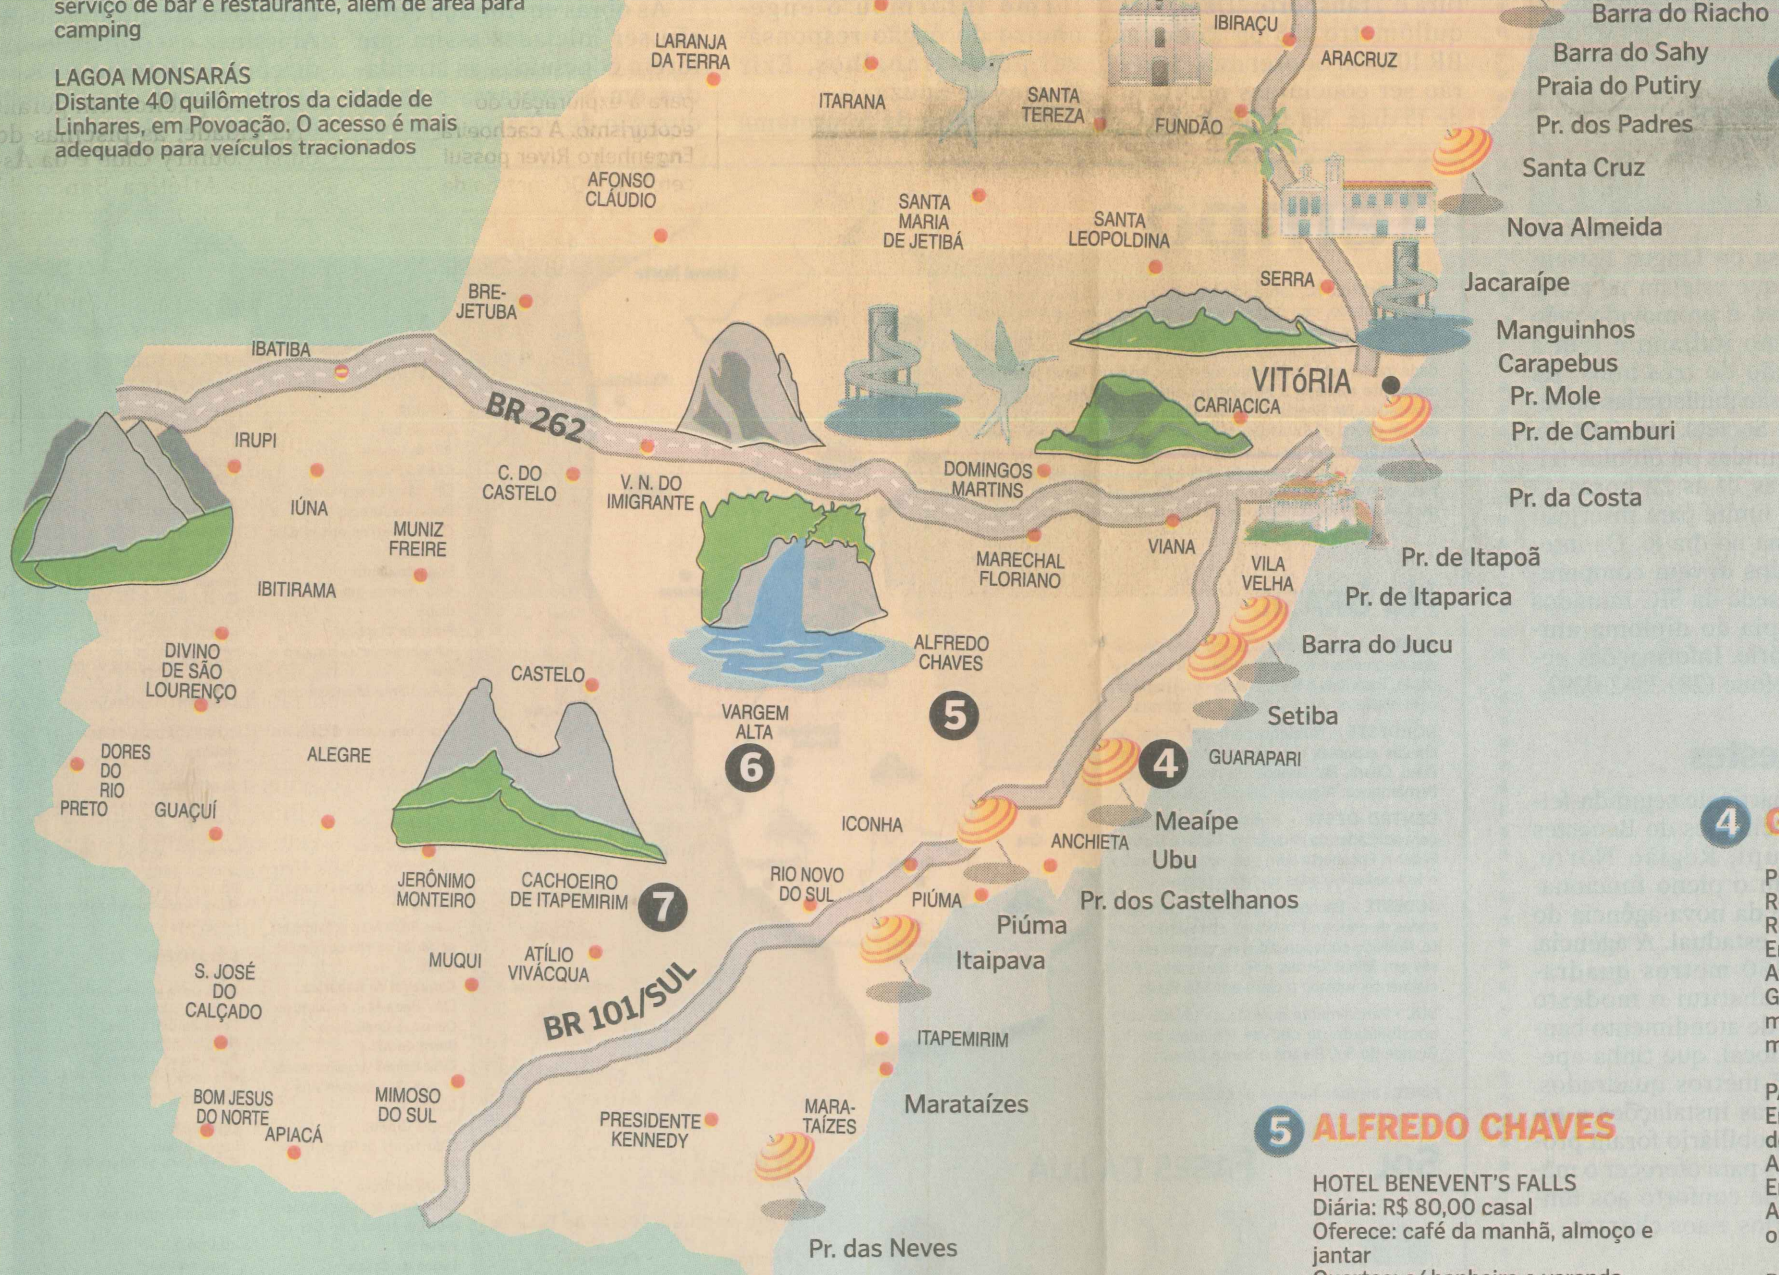 serviço de bar e restaurante, além de área para
camping
LAGOA MONSARÁS
Distante 40 quilômetros da cidade de
Linhares, em Povoação. O acesso é mais
adequado para veículos tracionados
LARANJA
DA TERRA
ITARANA
SANTA
TEREZA
IBIRAÇU
ARACRUZ
FUNDÃO
Barra do Riacho
Barra do Sahy
Praia do Putiry
Pr. dos Padres
Santa Cruz
Nova Almeida
Jacaraípe
Manguinhos
Carapebus
Pr. Mole
Pr. de Camburi
Pr. da Costa
Pr. de Itapoã
Pr. de Itaparica
Barra do Jucu
Setiba
AFONSO
CLÁUDIO
SANTA
MARIA
DE JETIBÁ
SANTA
LEOPOLDINA
SERRA
BRE-
JETUBA
IBATIBA
BR 262
VITóRIA
CARIACICA
IRUPI
IÚNA
C. DO
CASTELO
V. N. DO
IMIGRANTE
DOMINGOS
MARTINS
MARECHAL
FLORIANO
VIANA
VILA
VELHA
MUNIZ
FREIRE
IBITIRAMA
DIVINO
DE SÃO
LOURENÇO
CASTELO
ALFREDO
CHAVES
5
VARGEM
ALTA
6
4
GUARAPARI
DORES
DO
RIO
PRETO
GUAÇUÍ
ALEGRE
ICONHA
ANCHIETA
Meaípe
Ubu
Pr. dos Castelhanos
Piúma
Itaipava
JERÔNIMO
MONTEIRO
CACHOEIRO
DE ITAPEMIRIM
7
RIO NOVO
DO SUL
PIÚMA
MUQUI
ATÍLIO
VIVÁCQUA
BR 101/SUL
S. JOSÉ
DO
CALÇADO
ITAPEMIRIM
BOM JESUS
DO NORTE
APIACÁ
MIMOSO
DO SUL
PRESIDENTE
KENNEDY
MARA-
TAÍZES
Marataízes
Pr. das Neves
4
5 ALFREDO CHAVES
HOTEL BENEVENT'S FALLS
Diária: R$ 80,00 casal
Oferece: café da manhã, almoço e
jantar